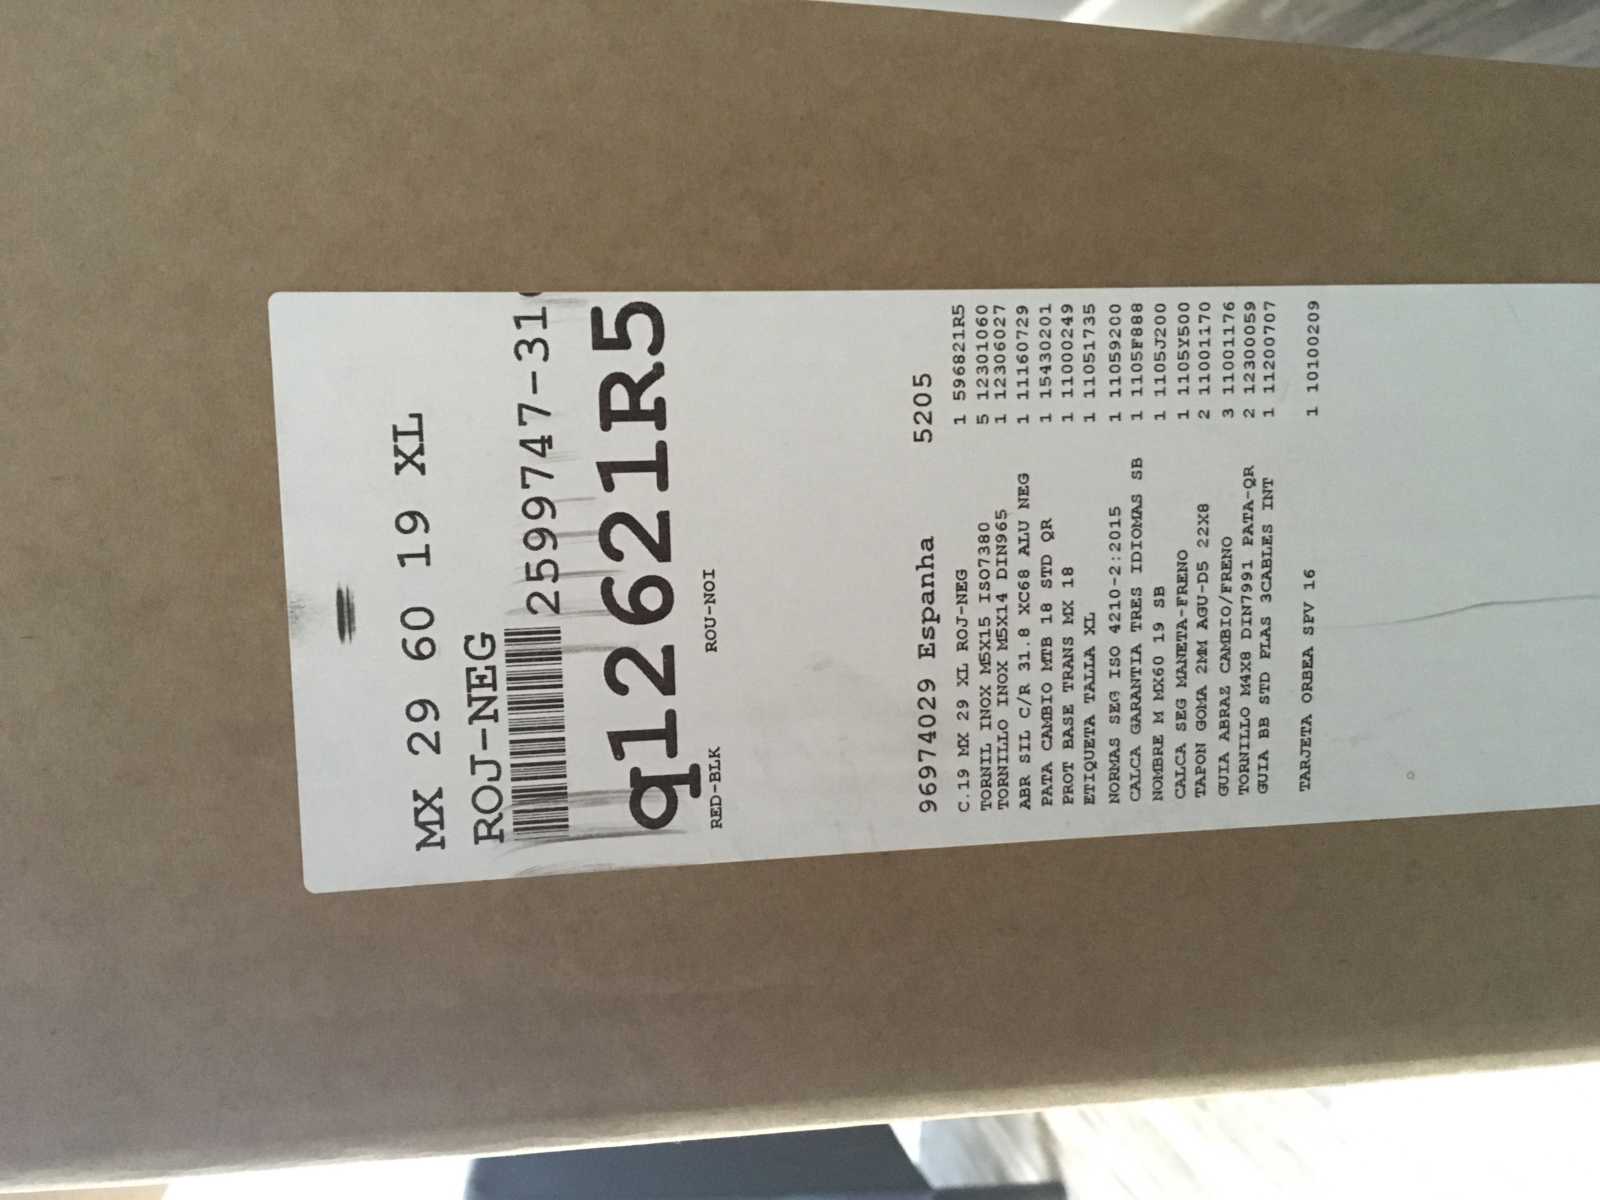 MX 29 60 19 XL
ROJ-NEG
259947-31
q12621R5
RED-BLK ROU-NOI
96974029 Espanha 5205
C.19 MX 29 XL ROJ-NEG 1 596821R5
TORNIL INOX M5X15 ISO7380 5 12301060
TORNILLO INOX M5X14 DIN965 1 12306027
ABR SIL C/R 31.8 XC68 ALU NEG 1 11160729
PATA CAMBIO MTB 18 STD QR 1 15430201
PROT BASE TRANS MX 18 1 11000249
ETIQUETA TALLA XL 1 11051735
NORMAS SEG ISO 4210-2:2015 1 11059200
CALCA GARANTIA TRES IDIOMAS SB 1 1105F888
NOMBRE M MX60 19 SB 1 1105J200
CALCA SEG MANETA-FRENO 1 1105Y500
TAPON GOMA 2MM AGU-D5 22X8 2 11001170
GUIA ABRAZ CAMBIO/FRENO 3 11001176
TORNILLO M4X8 DIN7991 PATA-QR 2 12300059
GUIA BB STD PLAS 3CABLES INT 1 11200707
TARJETA ORBEA SPV 16 1 10100209